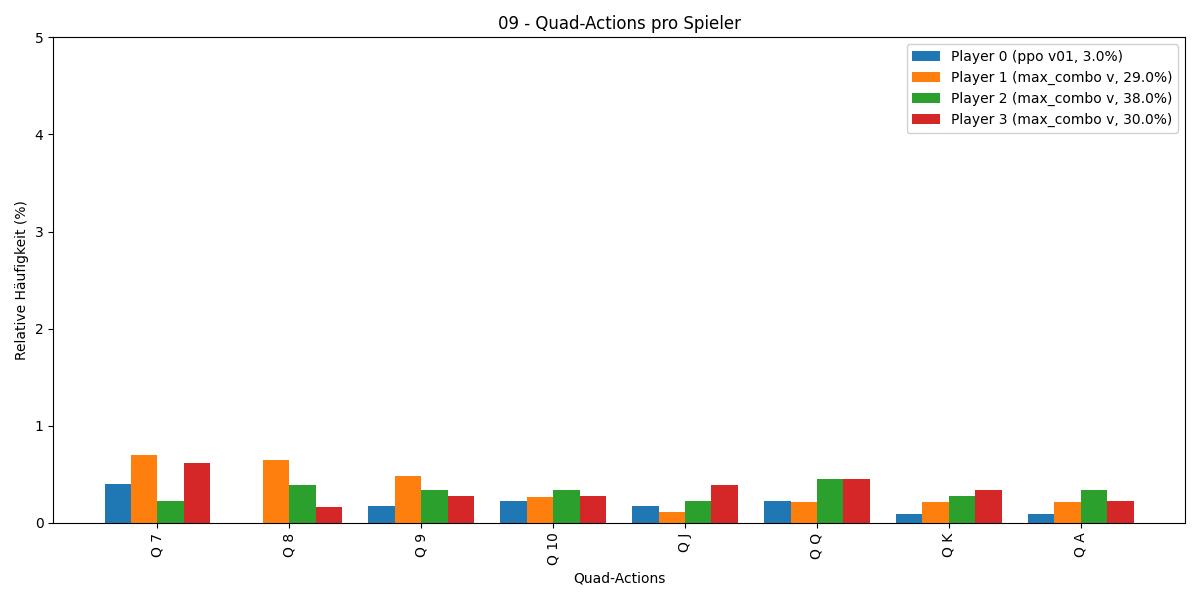 09 - Quad-Actions pro Spieler
Player 0 (ppo v01, 3.0%)
Player 1 (max_combo v, 29.0%)
Player 2 (max_combo v, 38.0%)
Player 3 (max_combo v, 30.0%)
Relative Häufigkeit (%)
5
4
3
2
1
0
Q 7
Q 8
Q 9
Q 10
Q J
Q Q
Q K
Q A
Quad-Actions